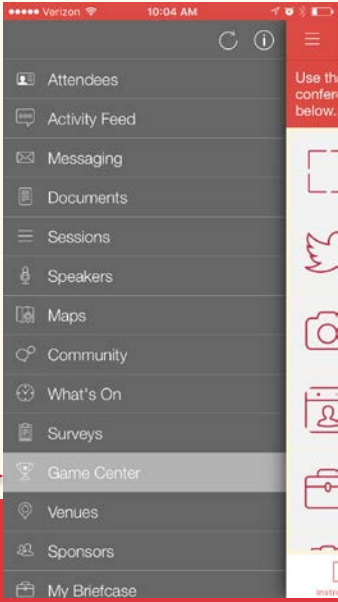 Verizon 10:04 AM
Attendees
Activity Feed
Messaging
Documents
Sessions
Speakers
Maps
Community
What's On
Surveys
Game Center
Venues
Sponsors
My Briefcase
Use th
confer
below.
Instru